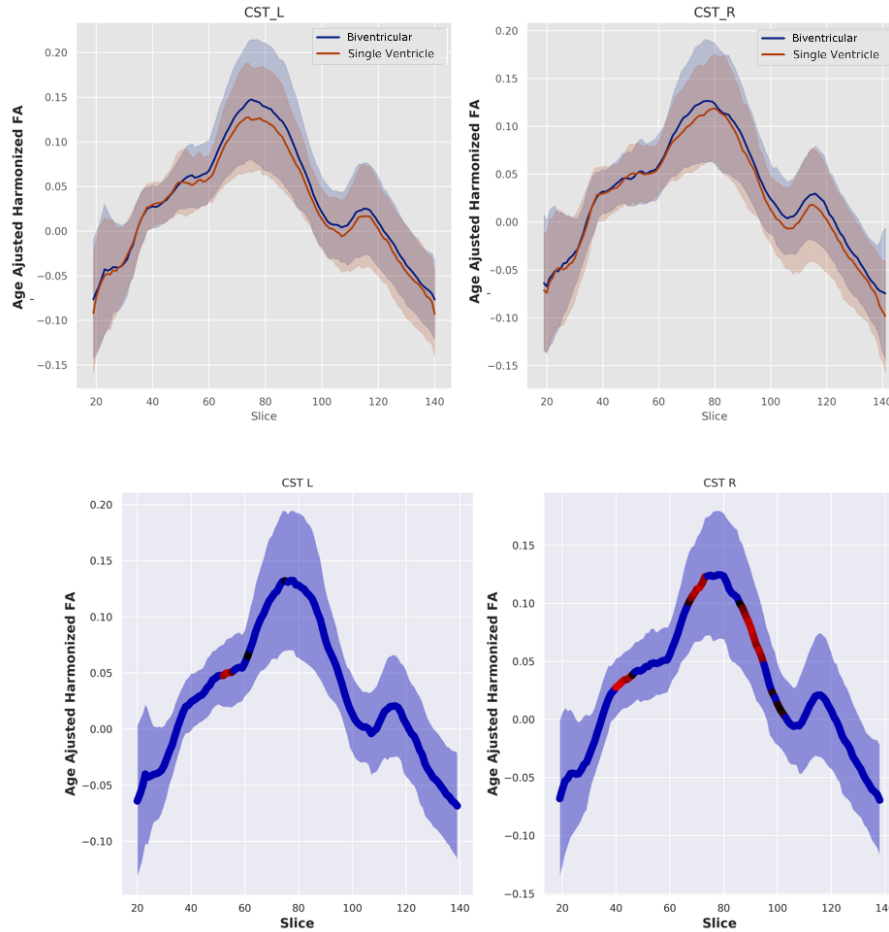 CST_L
Biventricular
Single Ventricle
Age Ajusted Harmonized FA
0.20
0.15
0.10
0.05
0.00
−0.05
−0.10
−0.15
20 40 60 80 100 120 140
Slice
CST_R
Biventricular
Single Ventricle
Age Ajusted Harmonized FA
0.20
0.15
0.10
0.05
0.00
−0.05
−0.10
−0.15
20 40 60 80 100 120 140
Slice
CST L
Age Ajusted Harmonized FA
0.20
0.15
0.10
0.05
0.00
−0.05
−0.10
20 40 60 80 100 120 140
Slice
CST R
Age Ajusted Harmonized FA
0.15
0.10
0.05
0.00
−0.05
−0.10
−0.15
20 40 60 80 100 120 140
Slice